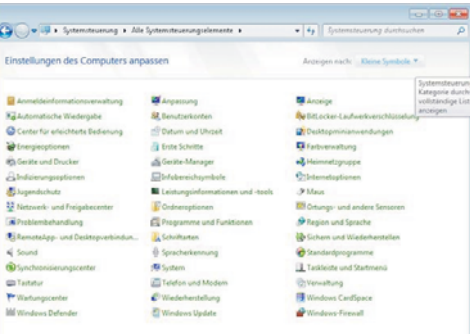 Systemsteuerung ▸ Alle Systemsteuerungselemente ▸
Systemsteuerung durchsuchen
Einstellungen des Computers anpassen
Anzeigen nach: Kleine Symbole
Systemsteuerun
Kategorie durch
vollständige List
anzeigen
Anmeldeinformationsverwaltung
Anpassung
Anzeige
Automatische Wiedergabe
Benutzerkonten
BitLocker-Laufwerkverschlüsselung
Center für erleichterte Bedienung
Datum und Uhrzeit
Desktopminianwendungen
Energieoptionen
Erste Schritte
Farbverwaltung
Geräte und Drucker
Geräte-Manager
Heimnetzgruppe
Indizierungsoptionen
Infobereichsymbole
Internetoptionen
Jugendschutz
Leistungsinformationen und -tools
Maus
Netzwerk- und Freigabecenter
Ordneroptionen
Ortungs- und andere Sensoren
Problembehandlung
Programme und Funktionen
Region und Sprache
RemoteApp- und Desktopverbindun...
Schriftarten
Sichern und Wiederherstellen
Sound
Spracherkennung
Standardprogramme
Synchronisierungscenter
System
Taskleiste und Startmenü
Tastatur
Telefon und Modem
Verwaltung
Wartungscenter
Wiederherstellung
Windows CardSpace
Windows Defender
Windows Update
Windows-Firewall